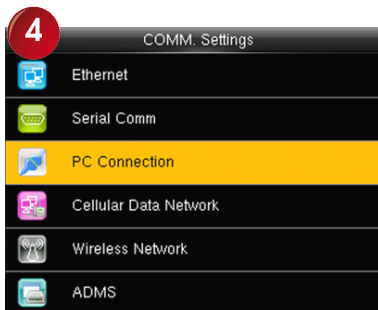 4
COMM. Settings
Ethernet
Serial Comm
PC Connection
Cellular Data Network
Wireless Network
ADMS